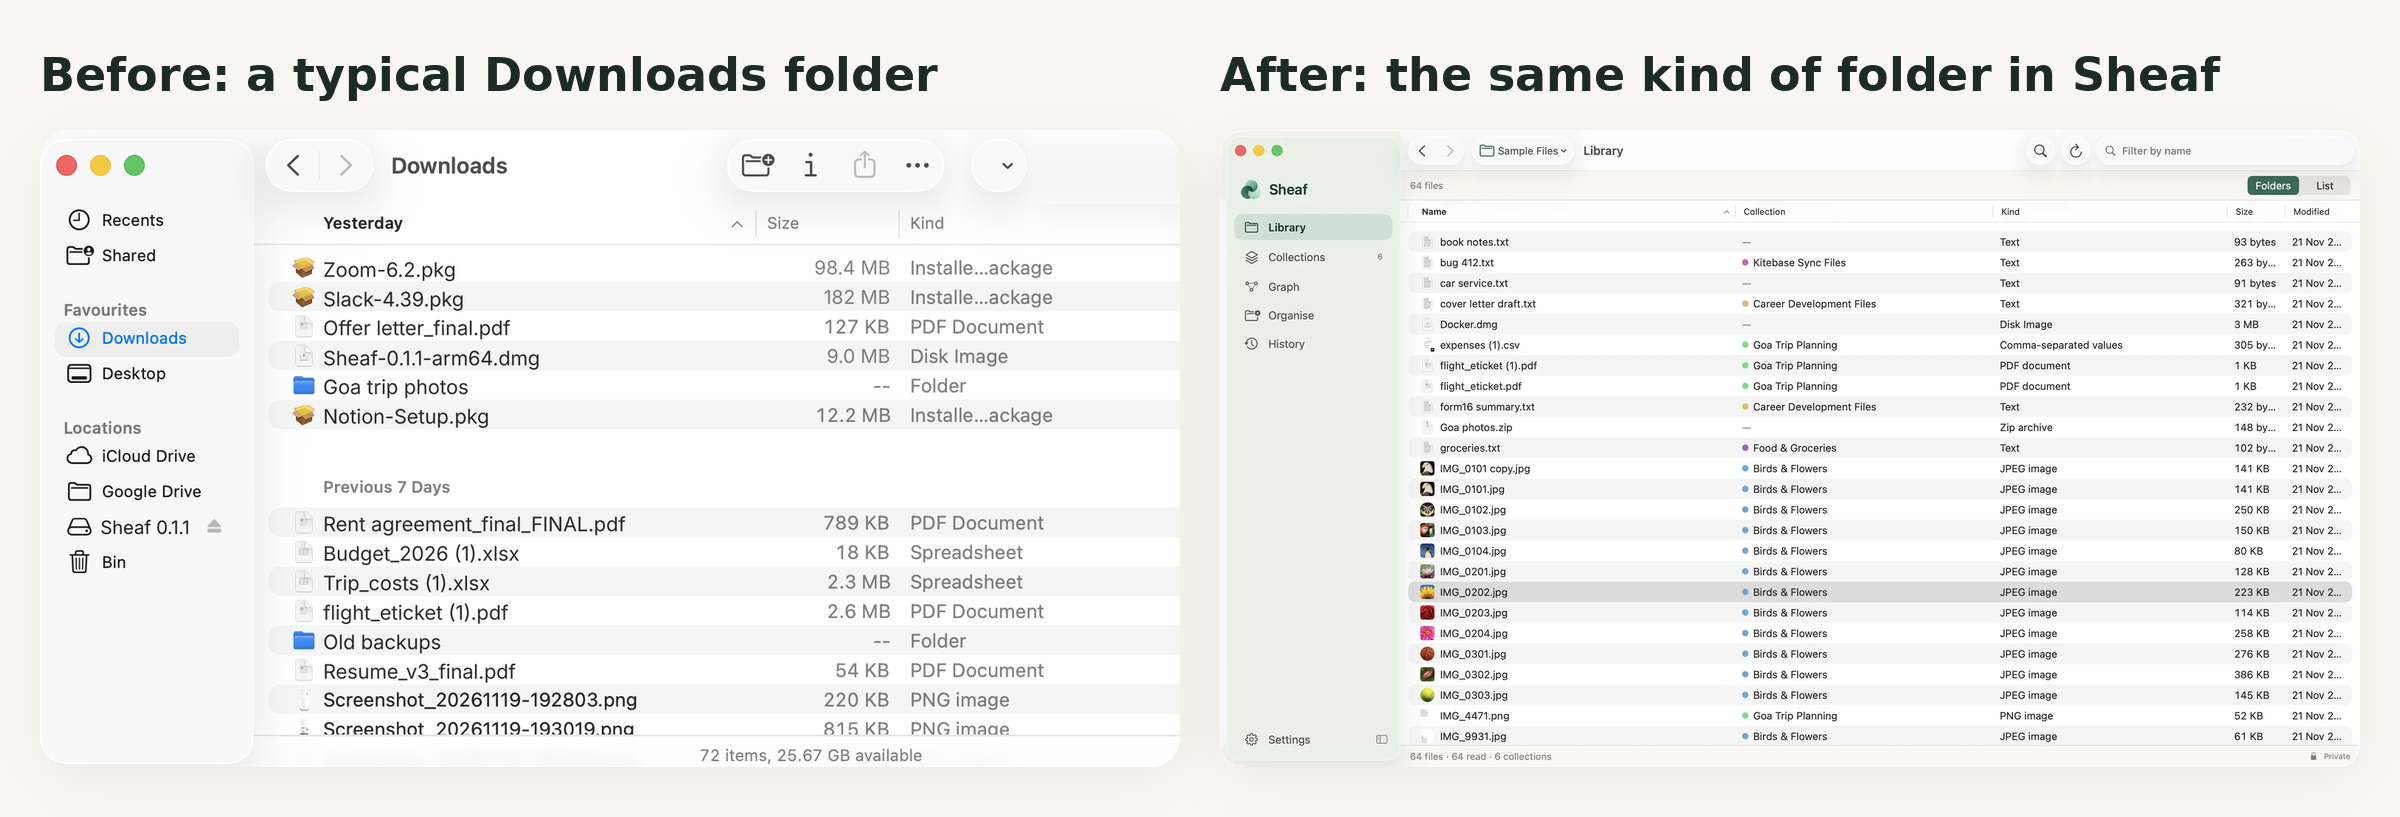 Before: a typical Downloads folder
Downloads
Recents
Shared
Favourites
Downloads
Desktop
Locations
iCloud Drive
Google Drive
Sheaf 0.1.1
Bin
Yesterday Size Kind
Zoom-6.2.pkg 98.4 MB Installe...ackage
Slack-4.39.pkg 182 MB Installe...ackage
Offer letter_final.pdf 127 KB PDF Document
Sheaf-0.1.1-arm64.dmg 9.0 MB Disk Image
Goa trip photos -- Folder
Notion-Setup.pkg 12.2 MB Installe...ackage
Previous 7 Days
Rent agreement_final_FINAL.pdf 789 KB PDF Document
Budget_2026 (1).xlsx 18 KB Spreadsheet
Trip_costs (1).xlsx 2.3 MB Spreadsheet
flight_eticket (1).pdf 2.6 MB PDF Document
Old backups -- Folder
Resume_v3_final.pdf 54 KB PDF Document
Screenshot_20261119-192803.png 220 KB PNG image
Screenshot_20261119-193019.png 815 KB PNG image
72 items, 25.67 GB available
After: the same kind of folder in Sheaf
Sample Files Library
Filter by name
Sheaf
Library
Collections 6
Graph
Organise
History
Settings
64 files
Folders List
Name Collection Kind Size Modified
book notes.txt — Text 93 bytes 21 Nov 2...
bug 412.txt Kitebase Sync Files Text 263 by... 21 Nov 2...
car service.txt — Text 91 bytes 21 Nov 2...
cover letter draft.txt Career Development Files Text 321 by... 21 Nov 2...
Docker.dmg — Disk Image 3 MB 21 Nov 2...
expenses (1).csv Goa Trip Planning Comma-separated values 305 by... 21 Nov 2...
flight_eticket (1).pdf Goa Trip Planning PDF document 1 KB 21 Nov 2...
flight_eticket.pdf Goa Trip Planning PDF document 1 KB 21 Nov 2...
form16 summary.txt Career Development Files Text 232 by... 21 Nov 2...
Goa photos.zip — Zip archive 148 by... 21 Nov 2...
groceries.txt Food & Groceries Text 102 by... 21 Nov 2...
IMG_0101 copy.jpg Birds & Flowers JPEG image 141 KB 21 Nov 2...
IMG_0101.jpg Birds & Flowers JPEG image 141 KB 21 Nov 2...
IMG_0102.jpg Birds & Flowers JPEG image 250 KB 21 Nov 2...
IMG_0103.jpg Birds & Flowers JPEG image 150 KB 21 Nov 2...
IMG_0104.jpg Birds & Flowers JPEG image 80 KB 21 Nov 2...
IMG_0201.jpg Birds & Flowers JPEG image 128 KB 21 Nov 2...
IMG_0202.jpg Birds & Flowers JPEG image 223 KB 21 Nov 2...
IMG_0203.jpg Birds & Flowers JPEG image 114 KB 21 Nov 2...
IMG_0204.jpg Birds & Flowers JPEG image 258 KB 21 Nov 2...
IMG_0301.jpg Birds & Flowers JPEG image 276 KB 21 Nov 2...
IMG_0302.jpg Birds & Flowers JPEG image 386 KB 21 Nov 2...
IMG_0303.jpg Birds & Flowers JPEG image 145 KB 21 Nov 2...
IMG_4471.png Goa Trip Planning PNG image 52 KB 21 Nov 2...
IMG_9931.jpg Birds & Flowers JPEG image 61 KB 21 Nov 2...
64 files · 64 read · 6 collections
Private